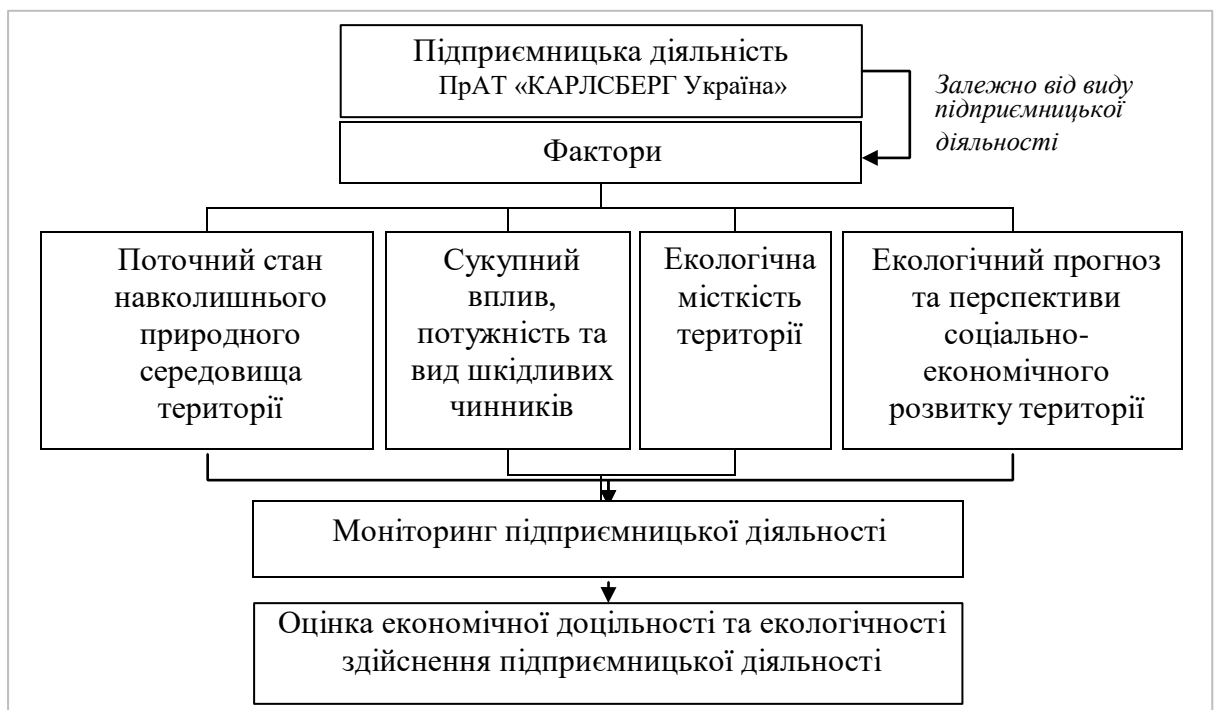 Підприємницька діяльність
ПрАТ «КАРЛСБЕРГ Україна»
Залежно від виду
підприємницької
діяльності
Фактори
Поточний стан
навколишнього
природного
середовища
території
Сукупний
вплив,
потужність та
вид шкідливих
чинників
Екологічна
місткість
території
Екологічний прогноз
та перспективи
соціально-
економічного
розвитку території
Моніторинг підприємницької діяльності
Оцінка економічної доцільності та екологічності
здійснення підприємницької діяльності